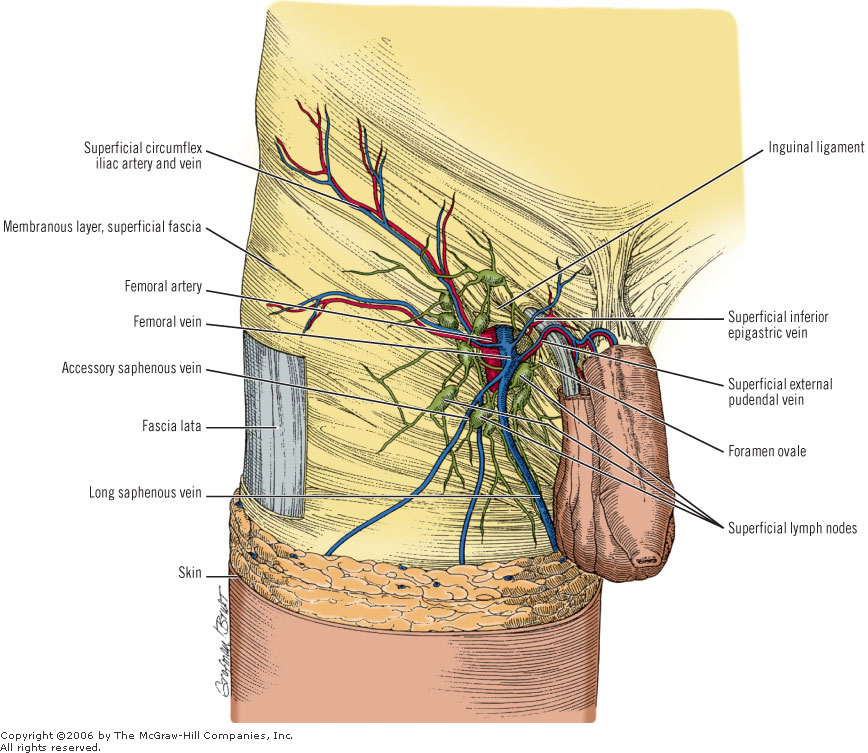 Superficial circumflex
iliac artery and vein
Membranous layer, superficial fascia
Femoral artery
Femoral vein
Accessory saphenous vein
Fascia lata
Long saphenous vein
Skin
Inguinal ligament
Superficial inferior
epigastric vein
Superficial external
pudendal vein
Foramen ovale
Superficial lymph nodes
Copyright ©2006 by The McGraw-Hill Companies, Inc.
All rights reserved.